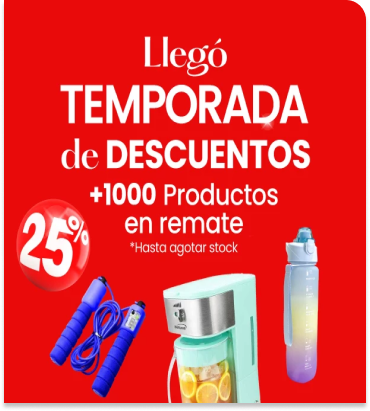 Llegó
TEMPORADA
de DESCUENTOS
+1000 Productos
en remate
*Hasta agotar stock
25%